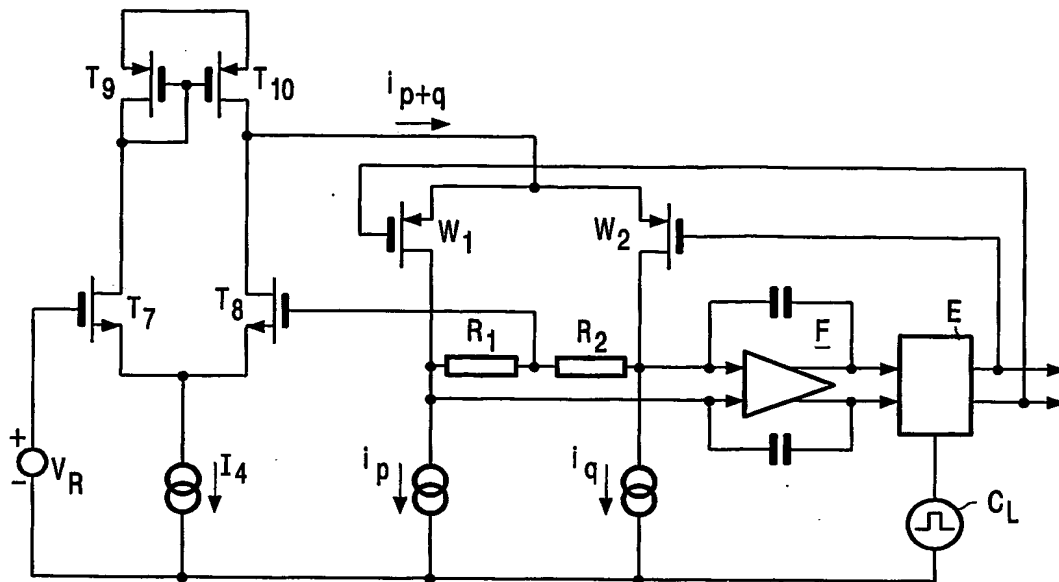 T9 T10
ip+q
W1 W2
T7 T8
R1 R2 F E
+
VR
-
I4 ip iq CL